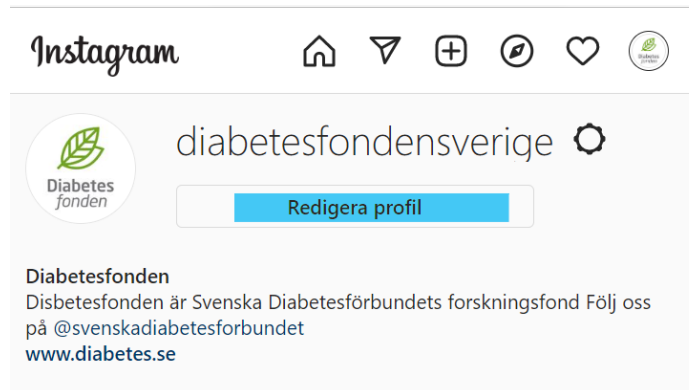 Instagram
diabetesfondensverige
Diabetes
fonden
Redigera profil
Diabetesfonden
Disbetesfonden är Svenska Diabetesförbundets forskningsfond Följ oss
på @svenskadiabetesforbundet
www.diabetes.se